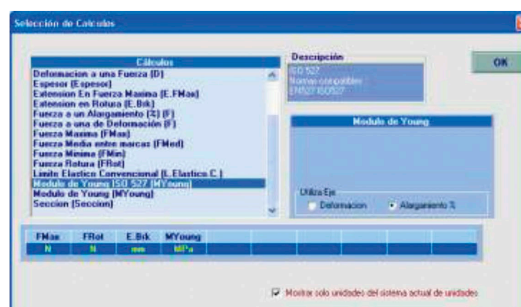 Selección de Calculos
Cálculos
Deformacion a una Fuerza (D)
Espesor (Espesor)
Extension En Fuerza Maxima (E.FMax)
Extension en Rotura (E.Brk)
Fuerza a un Alargamiento (%) (F)
Fuerza a una de Deformación (F)
Fuerza Maxima (FMax)
Fuerza Media entre marcas (FMed)
Fuerza Minima (FMin)
Fuerza Rotura (FRot)
Limite Elastico Convencional (L.Elastico.C.)
Modulo de Young ISO 527 (MYoung)
Modulo de Young (MYoung)
Seccion (Seccion)
Descripción
ISO 527
Normas compatibles
EN527 ISO527
OK
Modulo de Young
Utiliza Eje
Deformacion
Alargamiento %
FMax FRot E.Brk MYoung
N N mm MPa
Mostrar solo unidades del sistema actual de unidades